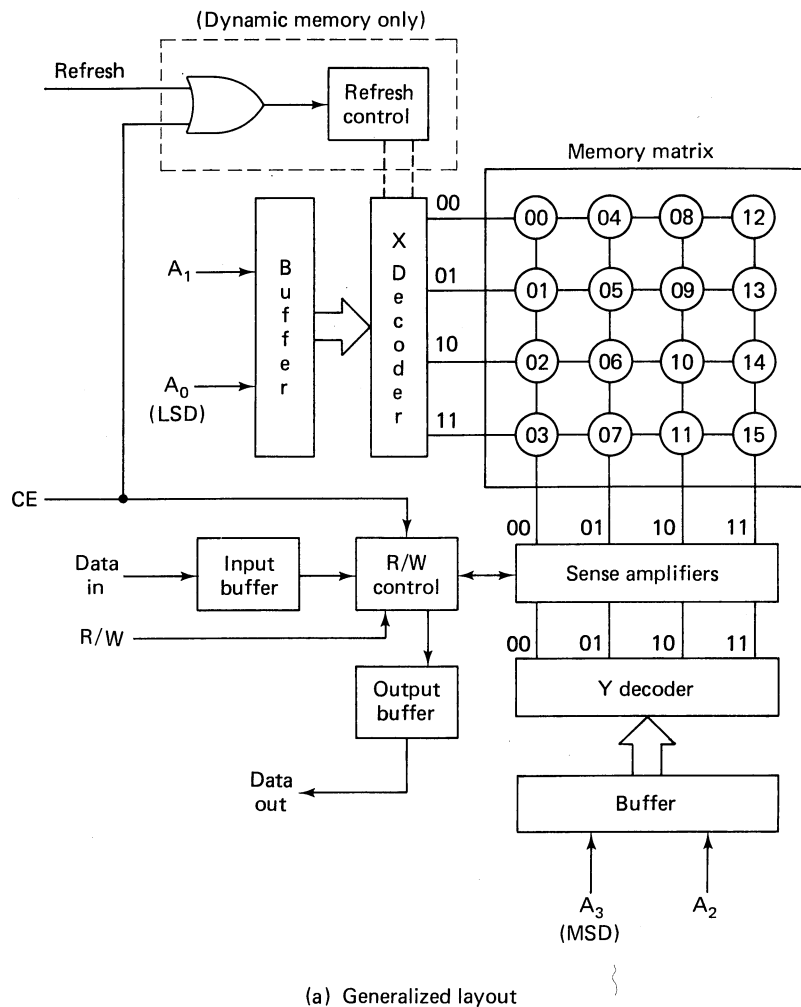 (Dynamic memory only)
Refresh
Refresh
control
Memory matrix
A1
A0
(LSD)
Buffer
X Decoder
00
01
10
11
00 04 08 12
01 05 09 13
02 06 10 14
03 07 11 15
CE
00 01 10 11
Data
in
Input
buffer
R/W
control
Sense amplifiers
R/W
00 01 10 11
Output
buffer
Y decoder
Data
out
Buffer
A3
(MSD)
A2
(a) Generalized layout